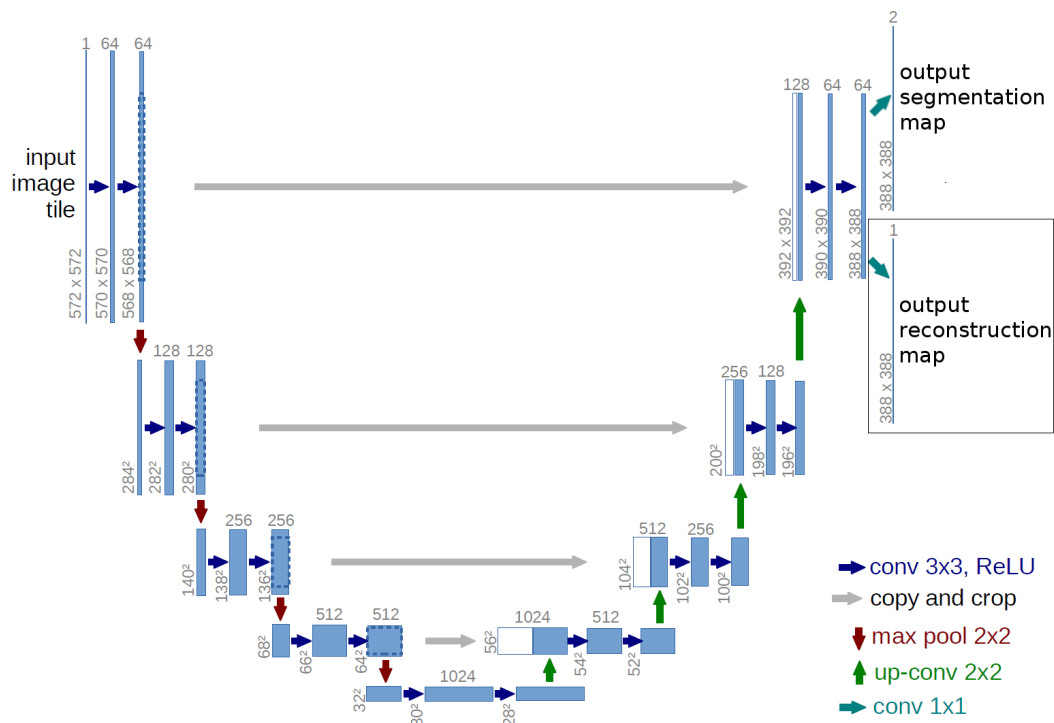 1
64
64
input
image
tile
572 x 572
570 x 570
568 x 568
128
128
284²
282²
280²
256
256
140²
138²
136²
512
512
68²
66²
64²
1024
32²
30²
28²
1024
512
56²
54²
52²
512
256
104²
102²
100²
256
128
200²
198²
196²
128
64
64
392 x 392
390 x 390
388 x 388
2
output
segmentation
map
388 x 388
1
output
reconstruction
map
388 x 388
conv 3x3, ReLU
copy and crop
max pool 2x2
up-conv 2x2
conv 1x1